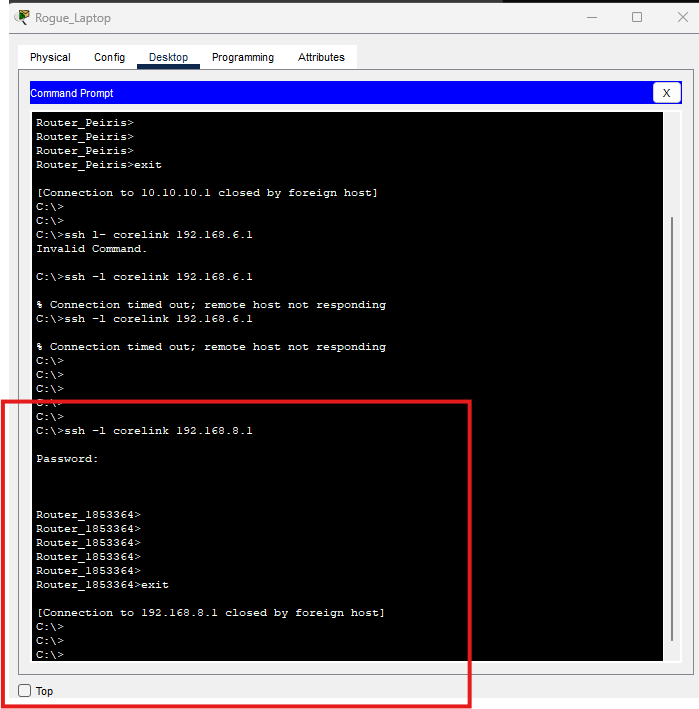 Rogue_Laptop
Physical Config Desktop Programming Attributes
Command Prompt X
Router_Peiris>
Router_Peiris>
Router_Peiris>
Router_Peiris>exit
[Connection to 10.10.10.1 closed by foreign host]
C:\>
C:\>
C:\>ssh l- corelink 192.168.6.1
Invalid Command.
C:\>ssh -l corelink 192.168.6.1
% Connection timed out; remote host not responding
C:\>ssh -l corelink 192.168.6.1
% Connection timed out; remote host not responding
C:\>
C:\>
C:\>
C:\>
C:\>
C:\>ssh -l corelink 192.168.8.1
Password:
Router_1853364>
Router_1853364>
Router_1853364>
Router_1853364>
Router_1853364>
Router_1853364>exit
[Connection to 192.168.8.1 closed by foreign host]
C:\>
C:\>
C:\>
Top